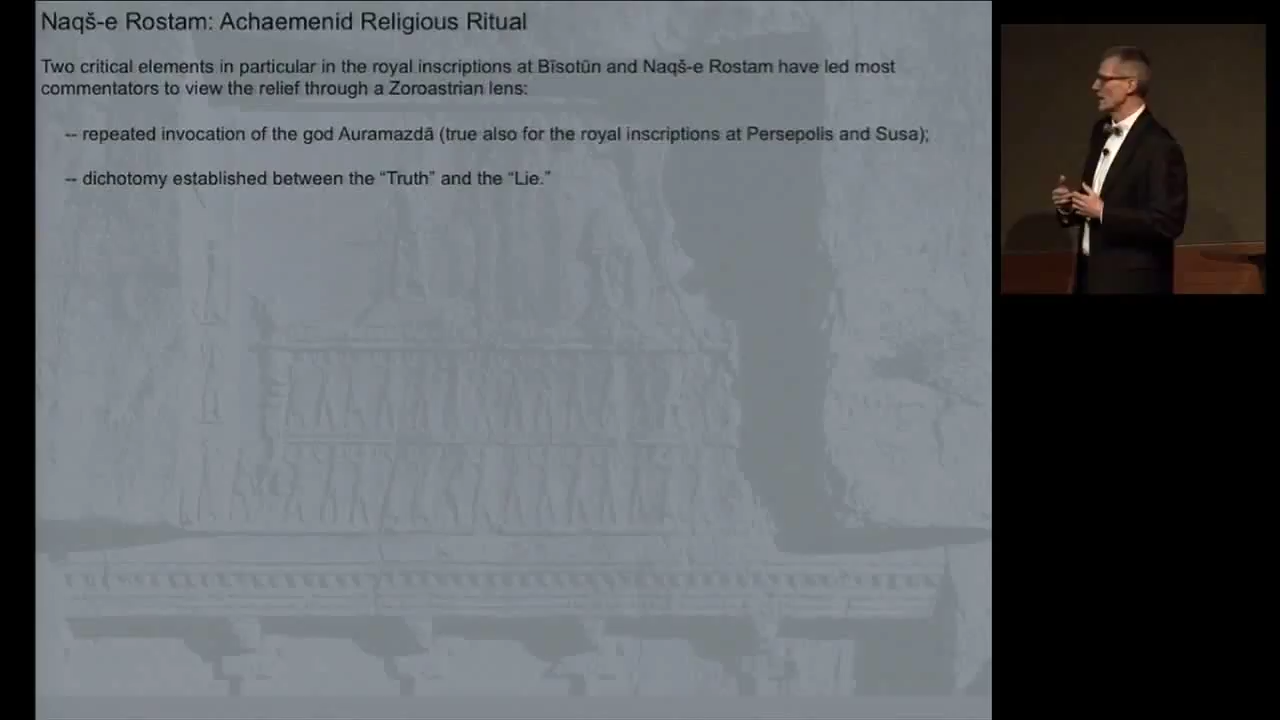 Naqš-e Rostam: Achaemenid Religious Ritual
Two critical elements in particular in the royal inscriptions at Bīsotūn and Naqš-e Rostam have led most
commentators to view the relief through a Zoroastrian lens:
-- repeated invocation of the god Auramazdā (true also for the royal inscriptions at Persepolis and Susa);
-- dichotomy established between the “Truth” and the “Lie.”